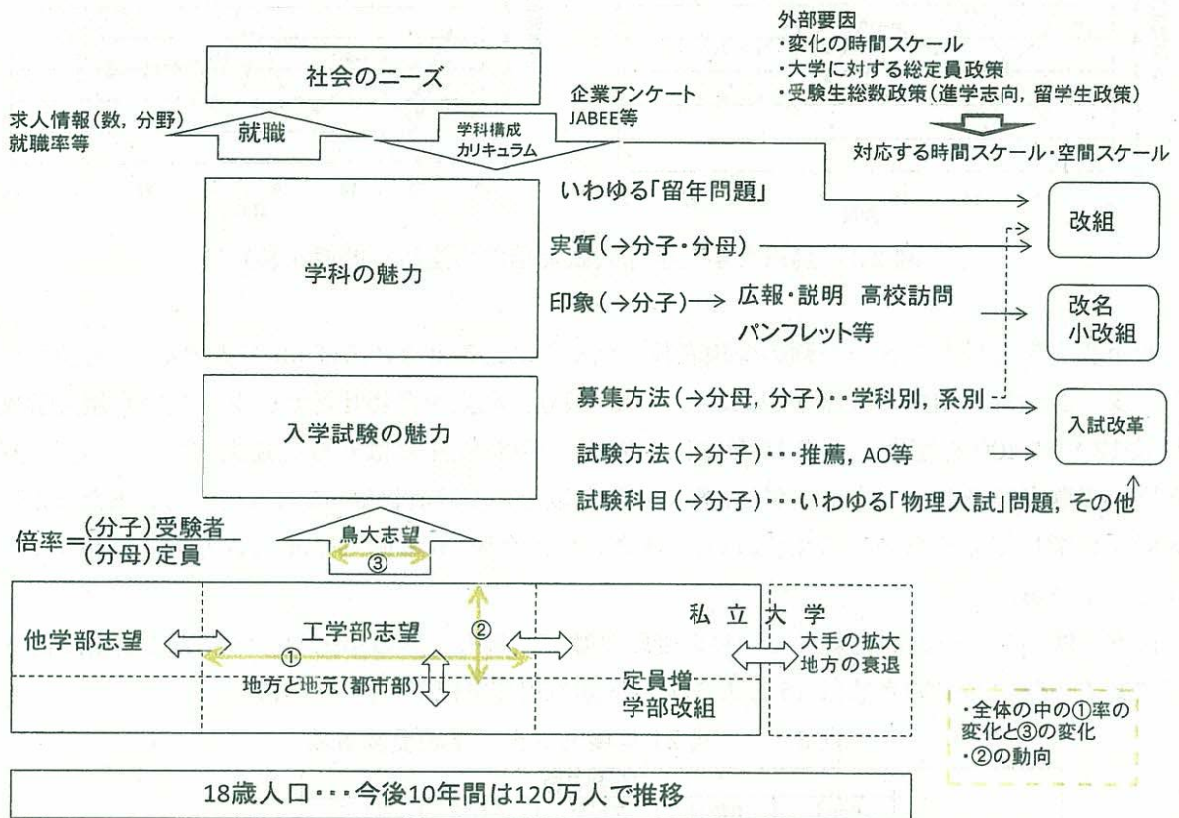 外部要因
・変化の時間スケール
・大学に対する総定員政策
・受験生総数政策(進学志向, 留学生政策)
社会のニーズ
企業アンケート
JABEE等
求人情報(数, 分野)
就職率等
就職
学科構成
カリキュラム
対応する時間スケール・空間スケール
いわゆる「留年問題」
改組
実質(→分子・分母)
学科の魅力
印象(→分子)→広報・説明 高校訪問
パンフレット等
改名
小改組
募集方法(→分母, 分子)・・学科別, 系別
入学試験の魅力
入試改革
試験方法(→分子)・・・推薦, AO等
試験科目(→分子)・・・いわゆる「物理入試」問題, その他
倍率=(分子)受験者
(分母)定員
鳥大志望
③
私立大学
他学部志望
工学部志望
②
大手の拡大
地方の衰退
①
地方と地元(都市部)
定員増
学部改組
・全体の中の①率の
変化と③の変化
・②の動向
18歳人口・・・今後10年間は120万人で推移